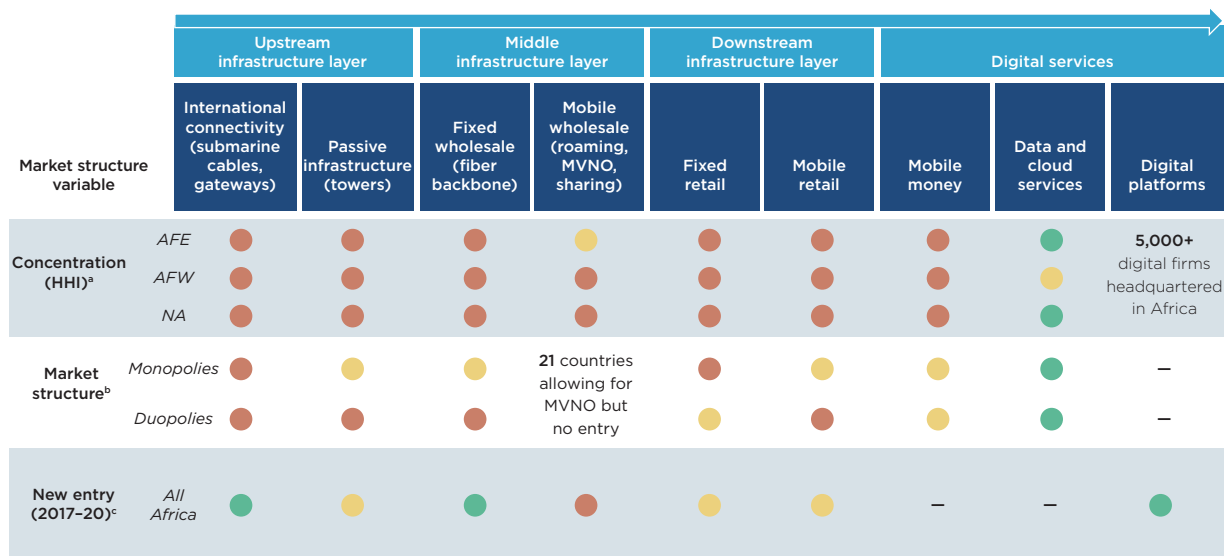 Upstream
infrastructure layer
Middle
infrastructure layer
Downstream
infrastructure layer
Digital services
Market structure
variable
International
connectivity
(submarine
cables,
gateways)
Passive
infrastructure
(towers)
Fixed
wholesale
(fiber
backbone)
Mobile
wholesale
(roaming,
MVNO,
sharing)
Fixed
retail
Mobile
retail
Mobile
money
Data and
cloud
services
Digital
platforms
Concentration
(HHI)a
AFE
AFW
NA
5,000+
digital firms
headquartered
in Africa
Market
structureb
Monopolies
Duopolies
21 countries
allowing for
MVNO but
no entry
–
–
New entry
(2017–20)c
All
Africa
– –